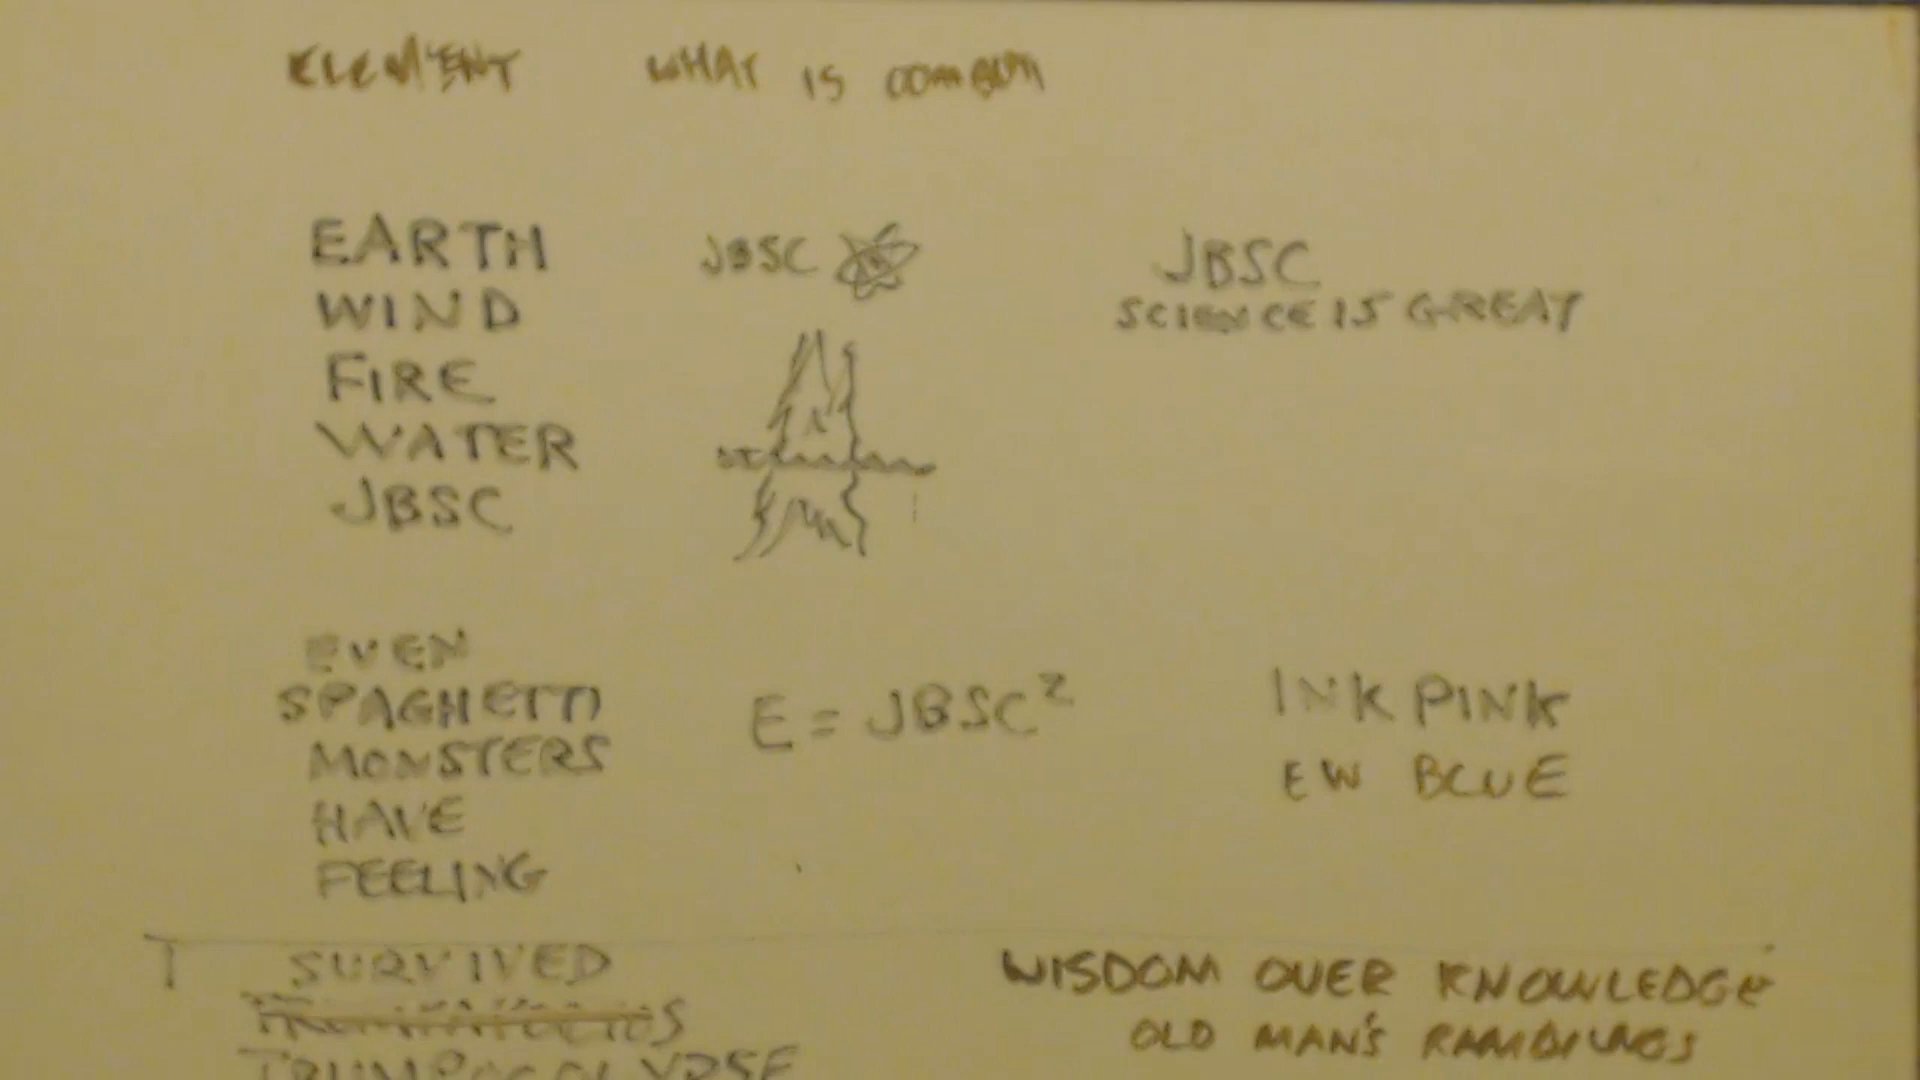 ELEMENT WHAT IS COMMON
EARTH
WIND
FIRE
WATER
JBSC
JBSC
JBSC
SCIENCE IS GREAT
EVEN
SPAGHETTI
MONSTERS
HAVE
FEELING
E = JBSC²
INK PINK
EW BLUE
I SURVIVED
TRUMPOCOLYPSE
WISDOM OVER KNOWLEDGE
OLD MAN'S RAMBLINGS